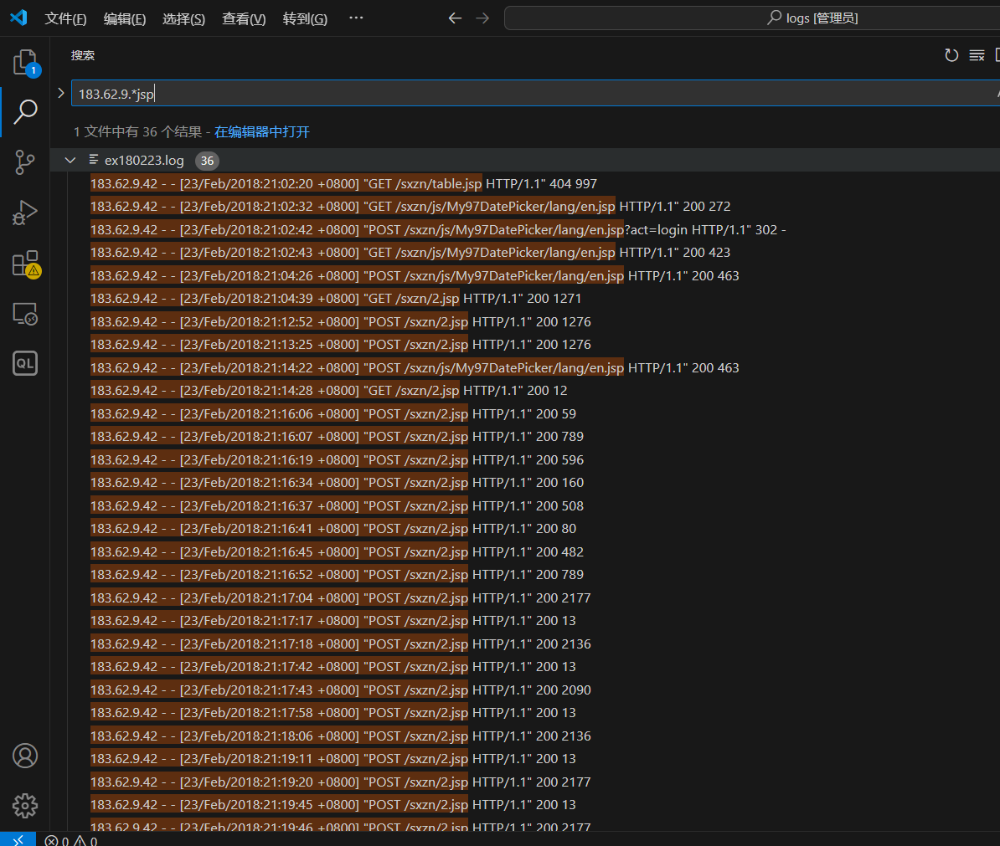 文件(F) 编辑(E) 选择(S) 查看(V) 转到(G) ··· logs [管理员]
搜索
183.62.9.*jsp
1 文件中有 36 个结果 - 在编辑器中打开
ex180223.log 36
183.62.9.42 - - [23/Feb/2018:21:02:20 +0800] "GET /sxzn/table.jsp HTTP/1.1" 404 997
183.62.9.42 - - [23/Feb/2018:21:02:32 +0800] "GET /sxzn/js/My97DatePicker/lang/en.jsp HTTP/1.1" 200 272
183.62.9.42 - - [23/Feb/2018:21:02:42 +0800] "POST /sxzn/js/My97DatePicker/lang/en.jsp?act=login HTTP/1.1" 302 -
183.62.9.42 - - [23/Feb/2018:21:02:43 +0800] "GET /sxzn/js/My97DatePicker/lang/en.jsp HTTP/1.1" 200 423
183.62.9.42 - - [23/Feb/2018:21:04:26 +0800] "POST /sxzn/js/My97DatePicker/lang/en.jsp HTTP/1.1" 200 463
183.62.9.42 - - [23/Feb/2018:21:04:39 +0800] "GET /sxzn/2.jsp HTTP/1.1" 200 1271
183.62.9.42 - - [23/Feb/2018:21:12:52 +0800] "POST /sxzn/2.jsp HTTP/1.1" 200 1276
183.62.9.42 - - [23/Feb/2018:21:13:25 +0800] "POST /sxzn/2.jsp HTTP/1.1" 200 1276
183.62.9.42 - - [23/Feb/2018:21:14:22 +0800] "POST /sxzn/js/My97DatePicker/lang/en.jsp HTTP/1.1" 200 463
183.62.9.42 - - [23/Feb/2018:21:14:28 +0800] "GET /sxzn/2.jsp HTTP/1.1" 200 12
183.62.9.42 - - [23/Feb/2018:21:16:06 +0800] "POST /sxzn/2.jsp HTTP/1.1" 200 59
183.62.9.42 - - [23/Feb/2018:21:16:07 +0800] "POST /sxzn/2.jsp HTTP/1.1" 200 789
183.62.9.42 - - [23/Feb/2018:21:16:19 +0800] "POST /sxzn/2.jsp HTTP/1.1" 200 596
183.62.9.42 - - [23/Feb/2018:21:16:34 +0800] "POST /sxzn/2.jsp HTTP/1.1" 200 160
183.62.9.42 - - [23/Feb/2018:21:16:37 +0800] "POST /sxzn/2.jsp HTTP/1.1" 200 508
183.62.9.42 - - [23/Feb/2018:21:16:41 +0800] "POST /sxzn/2.jsp HTTP/1.1" 200 80
183.62.9.42 - - [23/Feb/2018:21:16:45 +0800] "POST /sxzn/2.jsp HTTP/1.1" 200 482
183.62.9.42 - - [23/Feb/2018:21:16:52 +0800] "POST /sxzn/2.jsp HTTP/1.1" 200 789
183.62.9.42 - - [23/Feb/2018:21:17:04 +0800] "POST /sxzn/2.jsp HTTP/1.1" 200 2177
183.62.9.42 - - [23/Feb/2018:21:17:17 +0800] "POST /sxzn/2.jsp HTTP/1.1" 200 13
183.62.9.42 - - [23/Feb/2018:21:17:18 +0800] "POST /sxzn/2.jsp HTTP/1.1" 200 2136
183.62.9.42 - - [23/Feb/2018:21:17:42 +0800] "POST /sxzn/2.jsp HTTP/1.1" 200 13
183.62.9.42 - - [23/Feb/2018:21:17:43 +0800] "POST /sxzn/2.jsp HTTP/1.1" 200 2090
183.62.9.42 - - [23/Feb/2018:21:17:58 +0800] "POST /sxzn/2.jsp HTTP/1.1" 200 13
183.62.9.42 - - [23/Feb/2018:21:18:06 +0800] "POST /sxzn/2.jsp HTTP/1.1" 200 2136
183.62.9.42 - - [23/Feb/2018:21:19:11 +0800] "POST /sxzn/2.jsp HTTP/1.1" 200 13
183.62.9.42 - - [23/Feb/2018:21:19:20 +0800] "POST /sxzn/2.jsp HTTP/1.1" 200 2177
183.62.9.42 - - [23/Feb/2018:21:19:45 +0800] "POST /sxzn/2.jsp HTTP/1.1" 200 13
183.62.9.42 - - [23/Feb/2018:21:19:46 +0800] "POST /sxzn/2.jsp HTTP/1.1" 200 2177
1
QL
0 0